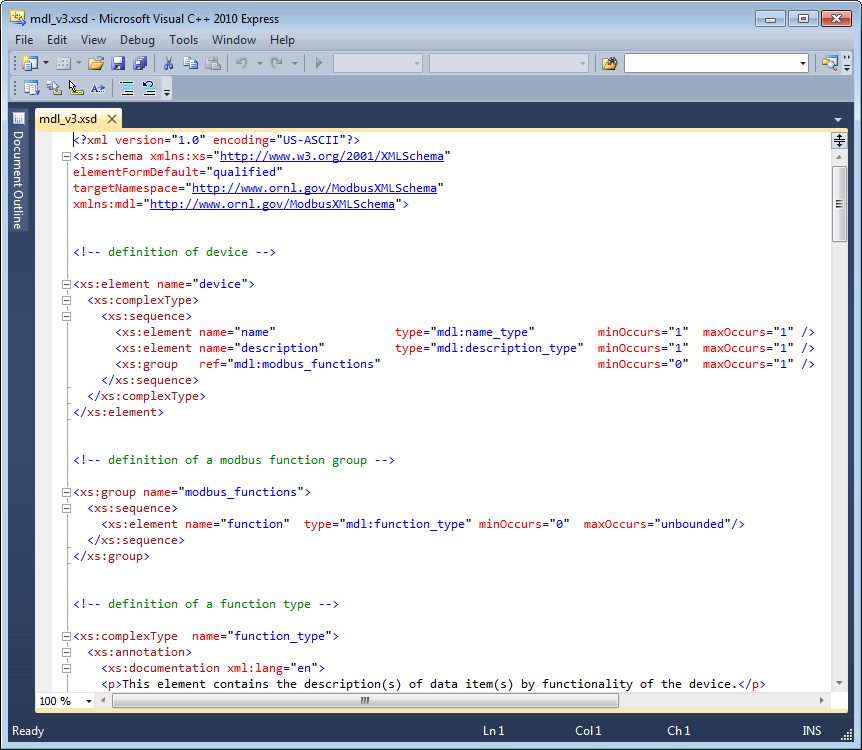 mdl_v3.xsd - Microsoft Visual C++ 2010 Express
File Edit View Debug Tools Window Help
mdl_v3.xsd
Document Outline
<?xml version="1.0" encoding="US-ASCII"?>
<xs:schema xmlns:xs="http://www.w3.org/2001/XMLSchema"
elementFormDefault="qualified"
targetNamespace="http://www.ornl.gov/ModbusXMLSchema"
xmlns:mdl="http://www.ornl.gov/ModbusXMLSchema">
<!-- definition of device -->
<xs:element name="device">
<xs:complexType>
<xs:sequence>
<xs:element name="name" type="mdl:name_type" minOccurs="1" maxOccurs="1" />
<xs:element name="description" type="mdl:description_type" minOccurs="1" maxOccurs="1" />
<xs:group ref="mdl:modbus_functions" minOccurs="0" maxOccurs="1" />
</xs:sequence>
</xs:complexType>
</xs:element>
<!-- definition of a modbus function group -->
<xs:group name="modbus_functions">
<xs:sequence>
<xs:element name="function" type="mdl:function_type" minOccurs="0" maxOccurs="unbounded"/>
</xs:sequence>
</xs:group>
<!-- definition of a function type -->
<xs:complexType name="function_type">
<xs:annotation>
<xs:documentation xml:lang="en">
<p>This element contains the description(s) of data item(s) by functionality of the device.</p>
100 %
Ready Ln 1 Col 1 Ch 1 INS